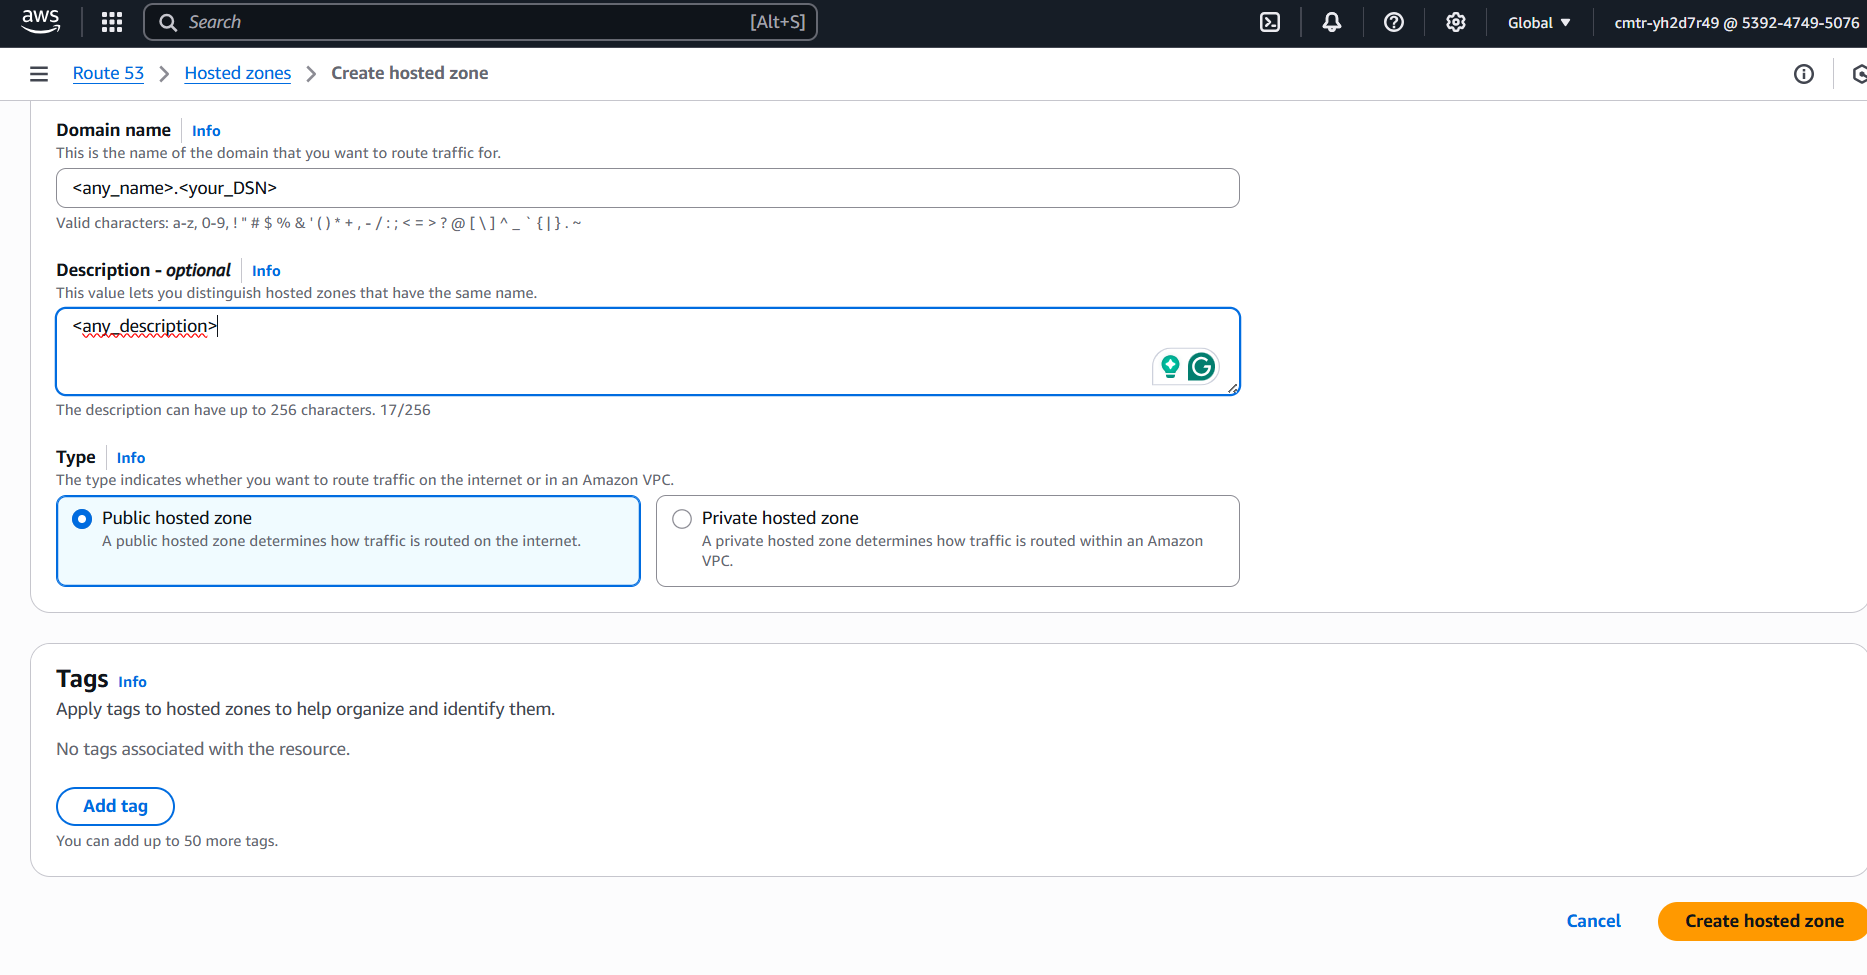 aws Search [Alt+S] Global cmtr-yh2d7r49 @ 5392-4749-5076
Route 53 Hosted zones Create hosted zone
Domain name Info
This is the name of the domain that you want to route traffic for.
<any_name>.<your_DSN>
Valid characters: a-z, 0-9, ! " # $ % & ' ( ) * + , - / : ; < = > ? @ [ \ ] ^ _ ` { | } . ~
Description - optional Info
This value lets you distinguish hosted zones that have the same name.
<any_description>
The description can have up to 256 characters. 17/256
Type Info
The type indicates whether you want to route traffic on the internet or in an Amazon VPC.
Public hosted zone
A public hosted zone determines how traffic is routed on the internet.
Private hosted zone
A private hosted zone determines how traffic is routed within an Amazon
VPC.
Tags Info
Apply tags to hosted zones to help organize and identify them.
No tags associated with the resource.
Add tag
You can add up to 50 more tags.
Cancel Create hosted zone